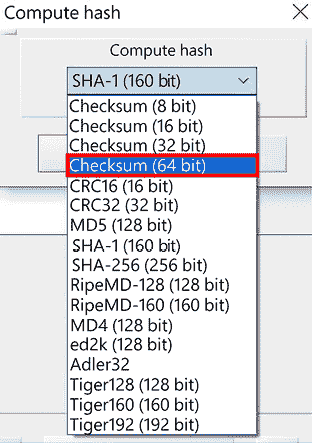 Compute hash
Compute hash
SHA-1 (160 bit)
Checksum (8 bit)
Checksum (16 bit)
Checksum (32 bit)
Checksum (64 bit)
CRC16 (16 bit)
CRC32 (32 bit)
MD5 (128 bit)
SHA-1 (160 bit)
SHA-256 (256 bit)
RipeMD-128 (128 bit)
RipeMD-160 (160 bit)
MD4 (128 bit)
ed2k (128 bit)
Adler32
Tiger128 (128 bit)
Tiger160 (160 bit)
Tiger192 (192 bit)